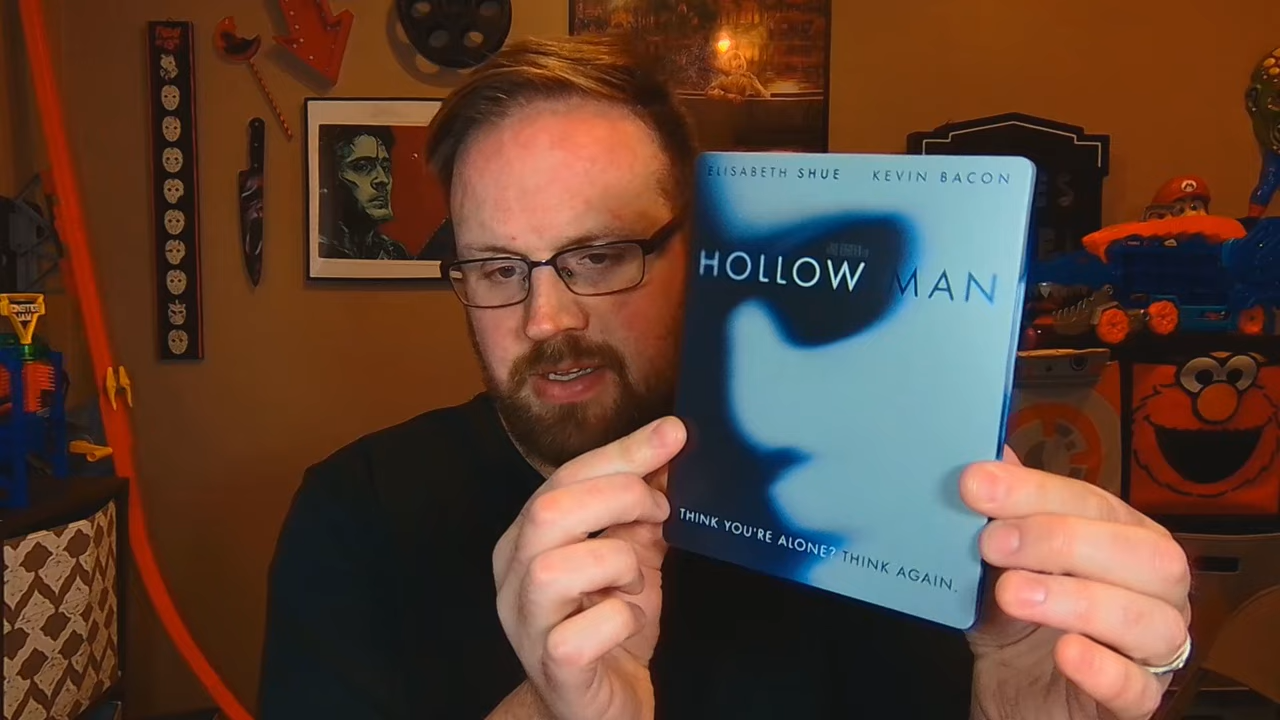 ELISABETH SHUE KEVIN BACON
HOLLOW MAN
THINK YOU'RE ALONE? THINK AGAIN.